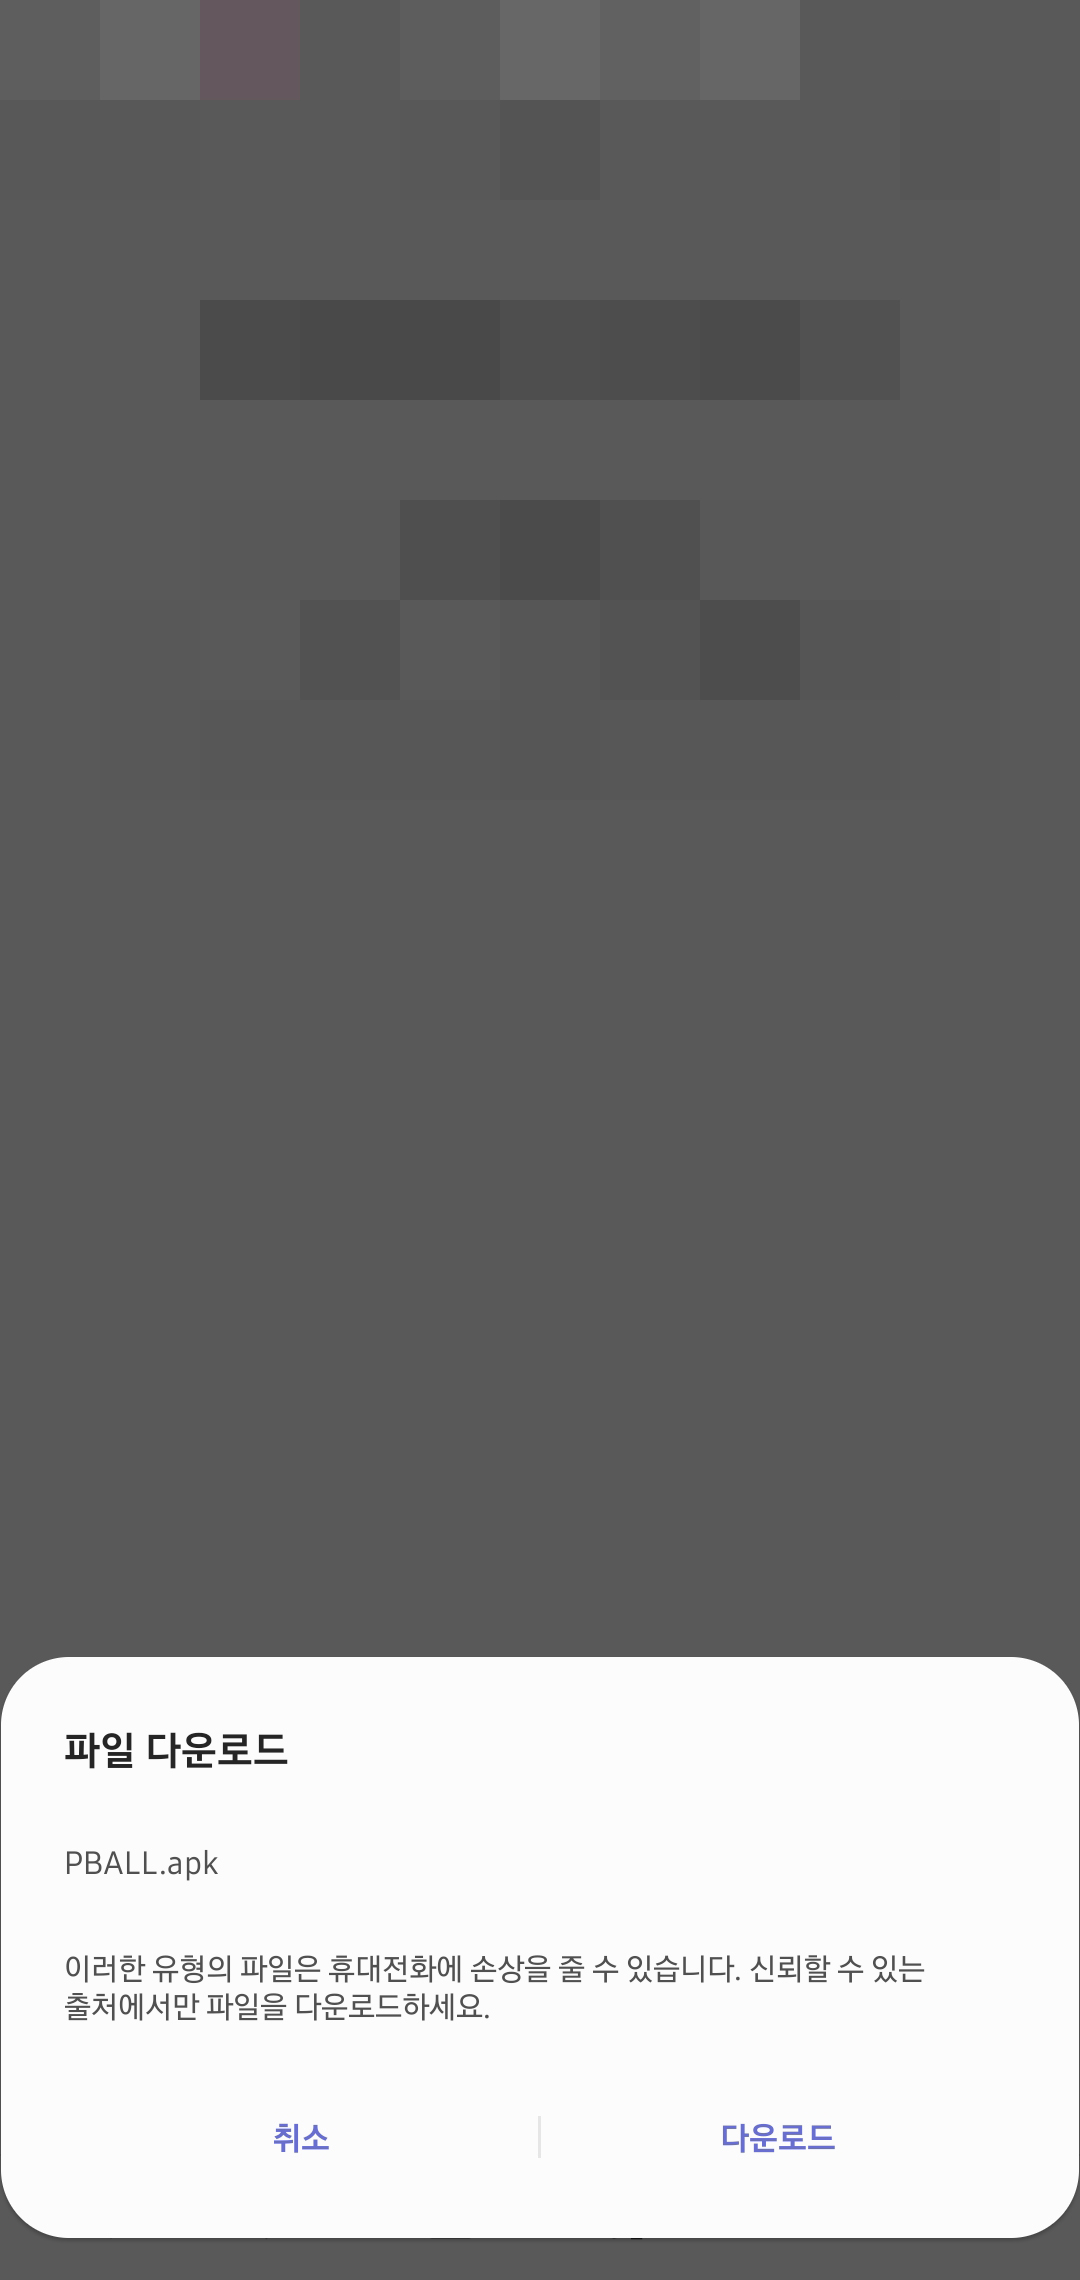 파일 다운로드
PBALL.apk
이러한 유형의 파일은 휴대전화에 손상을 줄 수 있습니다. 신뢰할 수 있는
출처에서만 파일을 다운로드하세요.
취소
다운로드